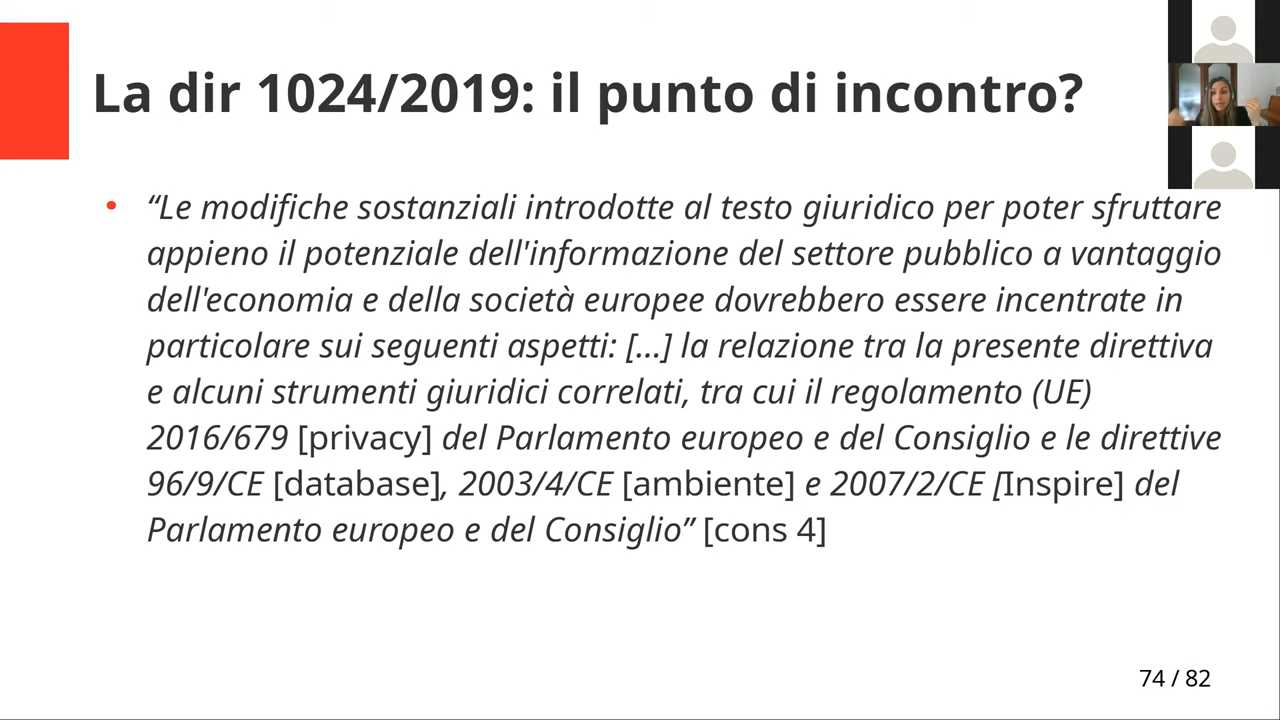 La dir 1024/2019: il punto di incontro?
“Le modifiche sostanziali introdotte al testo giuridico per poter sfruttare
appieno il potenziale dell'informazione del settore pubblico a vantaggio
dell'economia e della società europee dovrebbero essere incentrate in
particolare sui seguenti aspetti: [...] la relazione tra la presente direttiva
e alcuni strumenti giuridici correlati, tra cui il regolamento (UE)
2016/679 [privacy] del Parlamento europeo e del Consiglio e le direttive
96/9/CE [database], 2003/4/CE [ambiente] e 2007/2/CE [Inspire] del
Parlamento europeo e del Consiglio” [cons 4]
74 / 82